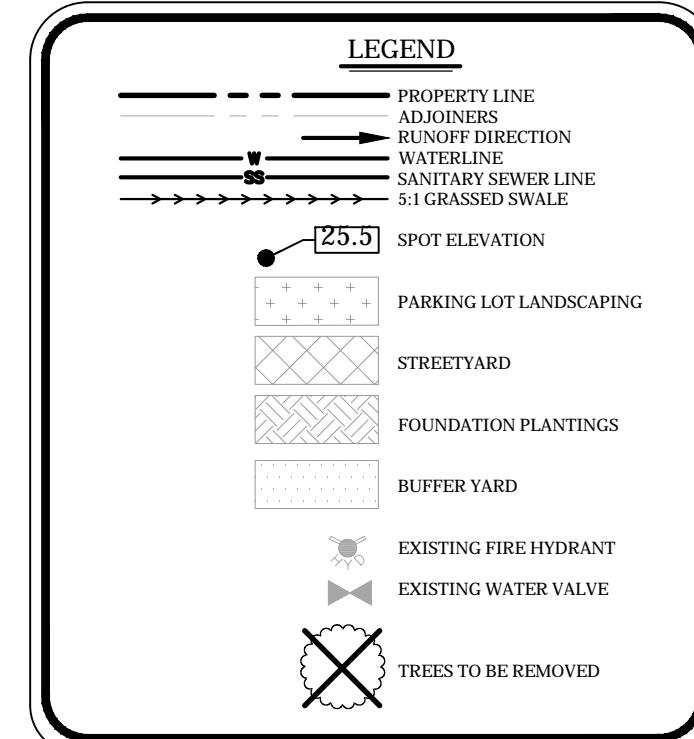 LEGEND
PROPERTY LINE
ADJOINERS
RUNOFF DIRECTION
W WATERLINE
SS SANITARY SEWER LINE
5:1 GRASSED SWALE
25.5 SPOT ELEVATION
PARKING LOT LANDSCAPING
STREETYARD
FOUNDATION PLANTINGS
BUFFER YARD
HYD EXISTING FIRE HYDRANT
EXISTING WATER VALVE
TREES TO BE REMOVED